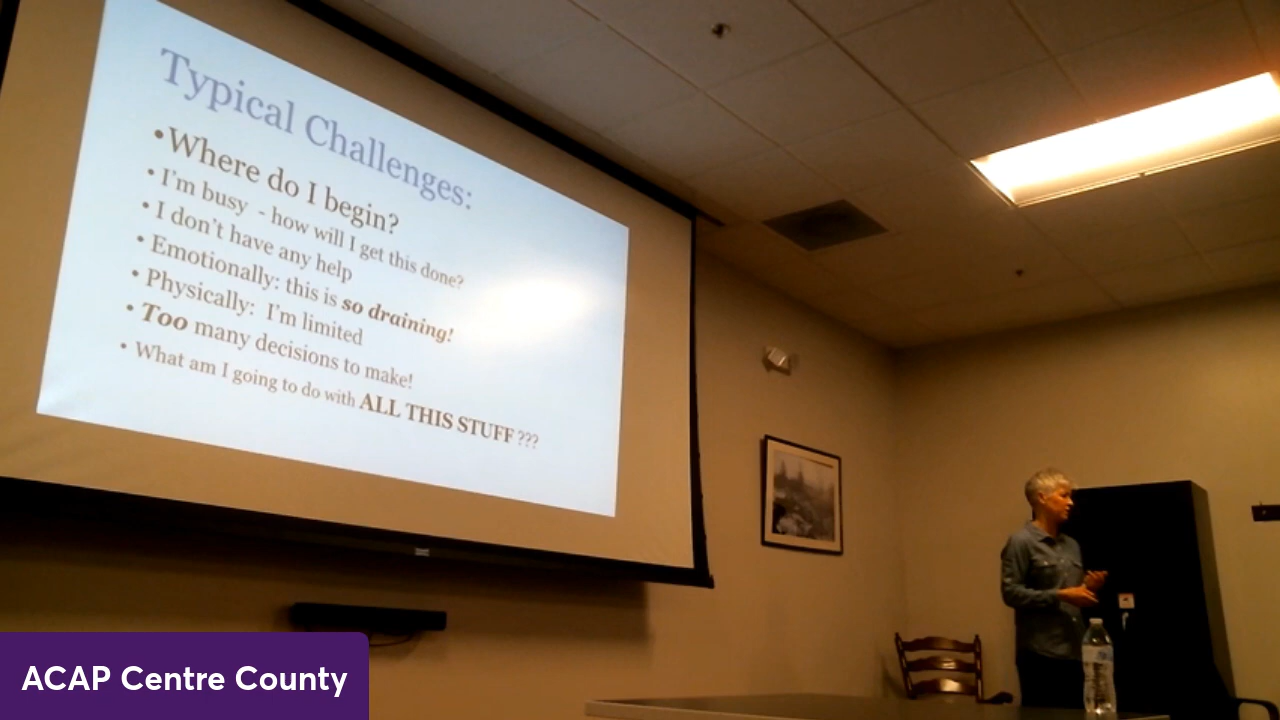 Typical Challenges:
•Where do I begin?
• I'm busy - how will I get this done?
• I don't have any help
• Emotionally: this is so draining!
• Physically: I'm limited
• Too many decisions to make!
• What am I going to do with ALL THIS STUFF ???
ACAP Centre County